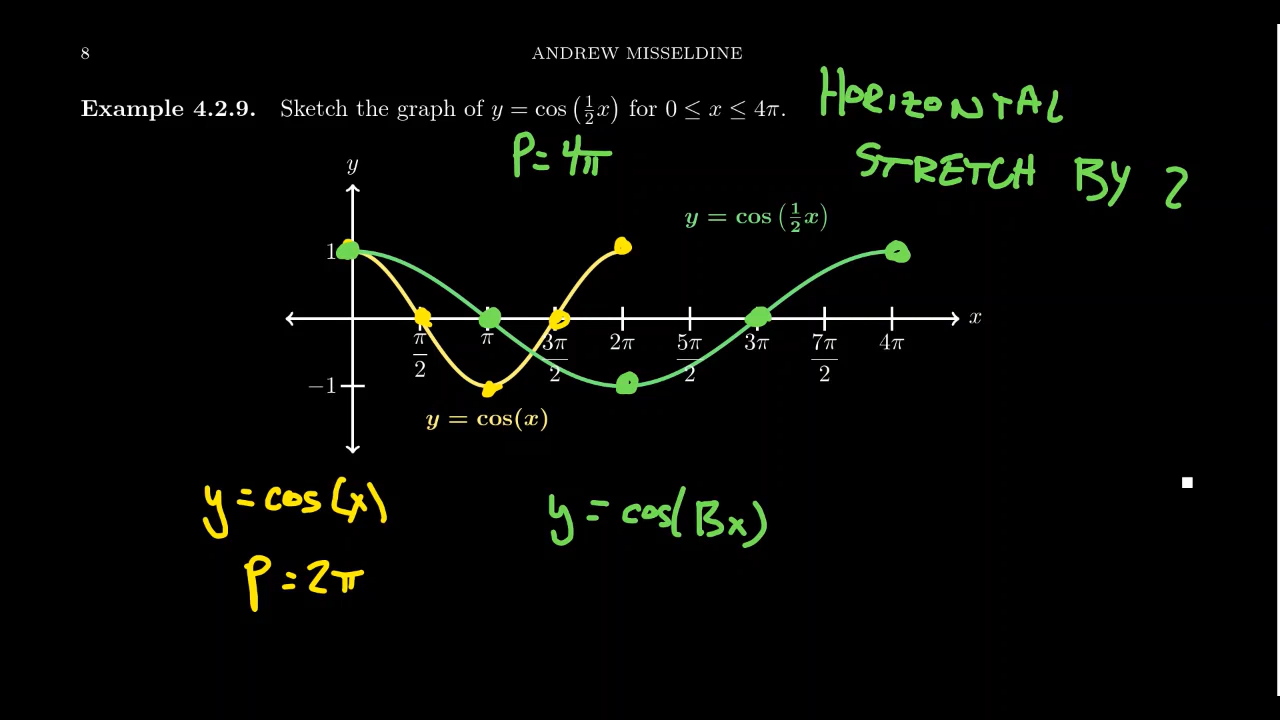 8 ANDREW MISSELDINE
Example 4.2.9. Sketch the graph of y = cos (½x) for 0 ≤ x ≤ 4π. HORIZONTAL
P = 4π STRETCH BY 2
y
y = cos (½x)
1
x
π/2 π 3π/2 2π 5π/2 3π 7π/2 4π
−1
y = cos(x)
y = cos(x) y = cos(Bx)
P = 2π